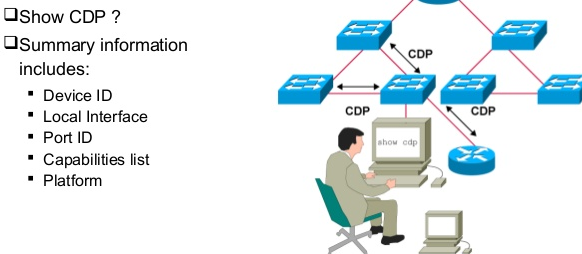 Show CDP ?
Summary information
includes:
Device ID
Local Interface
Port ID
Capabilities list
Platform
CDP
CDP
CDP
show cdp